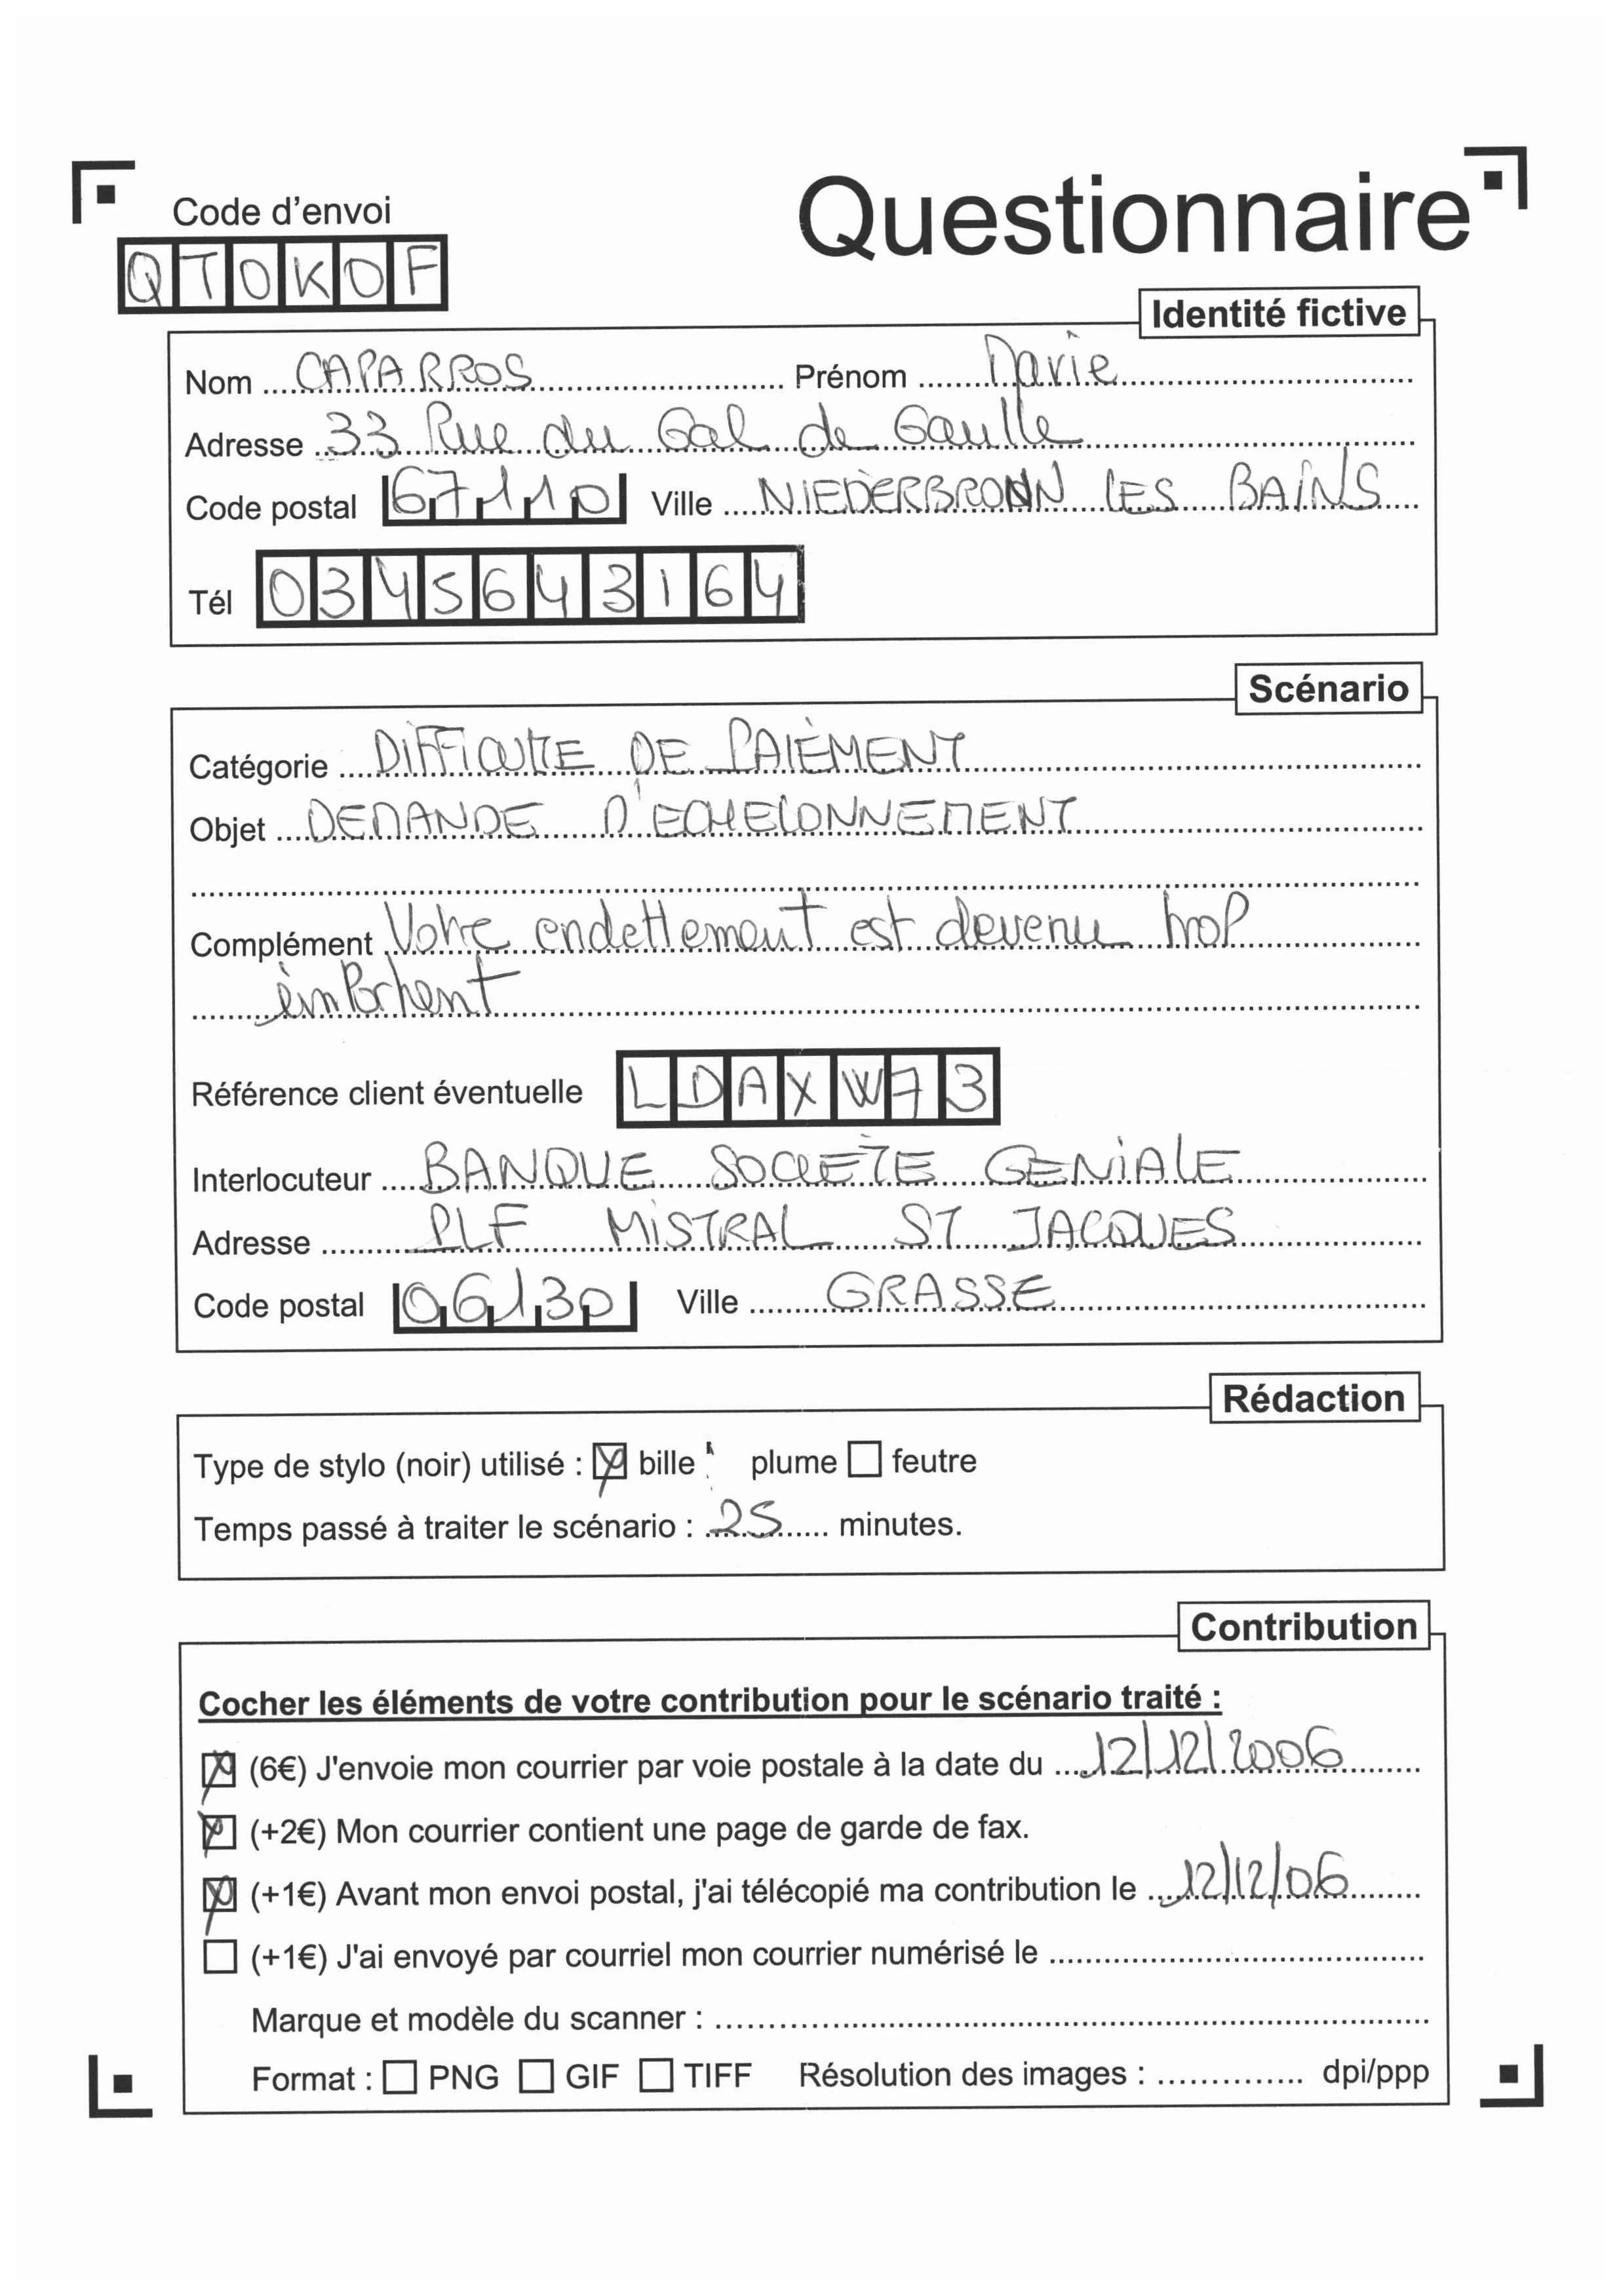 Code d'envoi
Questionnaire
QTOKOF
Identité fictive
Nom CAPARROS Prénom Marie
Adresse 33 Rue du Gal de Gaulle
Code postal 67110 Ville NIEDERBRONN LES BAINS
Tél 0345643164
Scénario
Catégorie DIFFICULTE DE PAIEMENT
Objet DEMANDE D'ECHELONNEMENT
Complément Votre endettement est devenu trop
importent
Référence client éventuelle LDAXW73
Interlocuteur BANQUE SOCIETE GENIALE
Adresse PLF MISTRAL ST JACQUES
Code postal 06130 Ville GRASSE
Rédaction
Type de stylo (noir) utilisé : bille plume feutre
Temps passé à traiter le scénario : 25 minutes.
Contribution
Cocher les éléments de votre contribution pour le scénario traité :
(6€) J'envoie mon courrier par voie postale à la date du 12/12/2006
(+2€) Mon courrier contient une page de garde de fax.
(+1€) Avant mon envoi postal, j'ai télécopié ma contribution le 12/12/06
(+1€) J'ai envoyé par courriel mon courrier numérisé le
Marque et modèle du scanner :
Format : PNG GIF TIFF Résolution des images : dpi/ppp